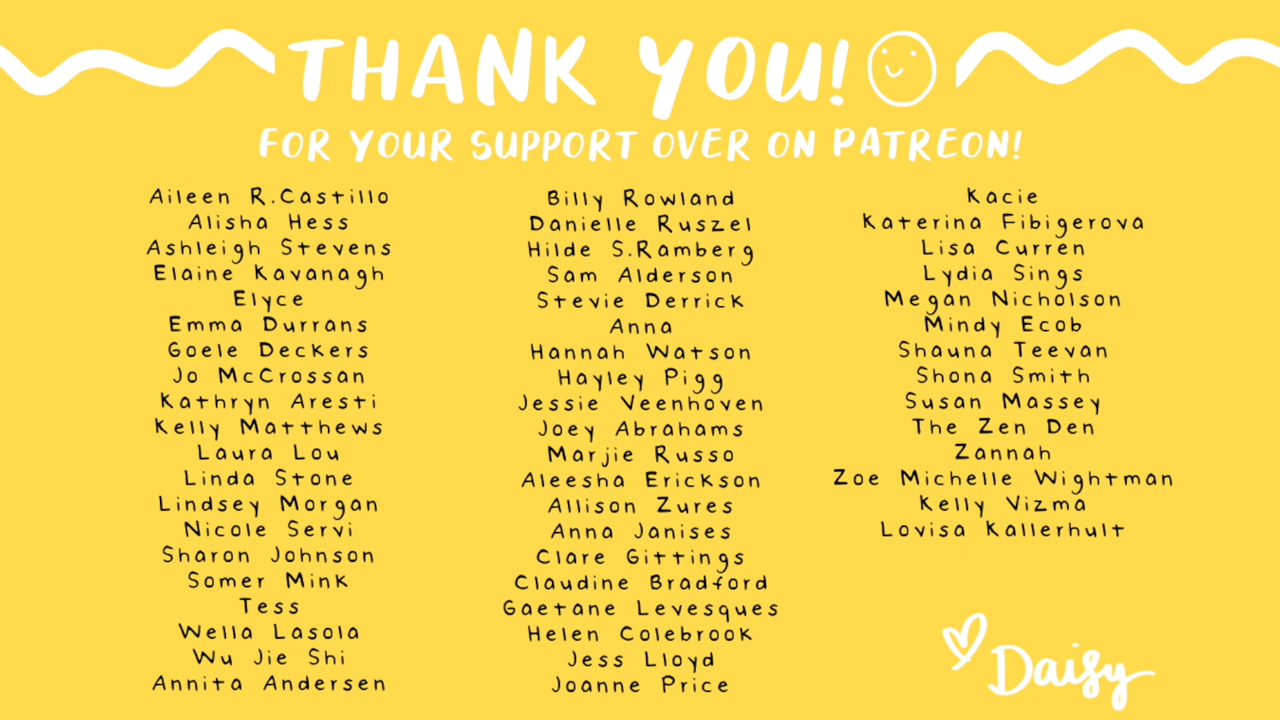 THANK YOU!
FOR YOUR SUPPORT OVER ON PATREON!
Aileen R.Castillo
Alisha Hess
Ashleigh Stevens
Elaine Kavanagh
Elyce
Emma Durrans
Goele Deckers
Jo McCrossan
Kathryn Aresti
Kelly Matthews
Laura Lou
Linda Stone
Lindsey Morgan
Nicole Servi
Sharon Johnson
Somer Mink
Tess
Wella Lasola
Wu Jie Shi
Annita Andersen
Billy Rowland
Danielle Ruszel
Hilde S.Ramberg
Sam Alderson
Stevie Derrick
Anna
Hannah Watson
Hayley Pigg
Jessie Veenhoven
Joey Abrahams
Marjie Russo
Aleesha Erickson
Allison Zures
Anna Janises
Clare Gittings
Claudine Bradford
Gaetane Levesques
Helen Colebrook
Jess Lloyd
Joanne Price
Kacie
Katerina Fibigerova
Lisa Curren
Lydia Sings
Megan Nicholson
Mindy Ecob
Shauna Teevan
Shona Smith
Susan Massey
The Zen Den
Zannah
Zoe Michelle Wightman
Kelly Vizma
Lovisa Kallerhult
Daisy